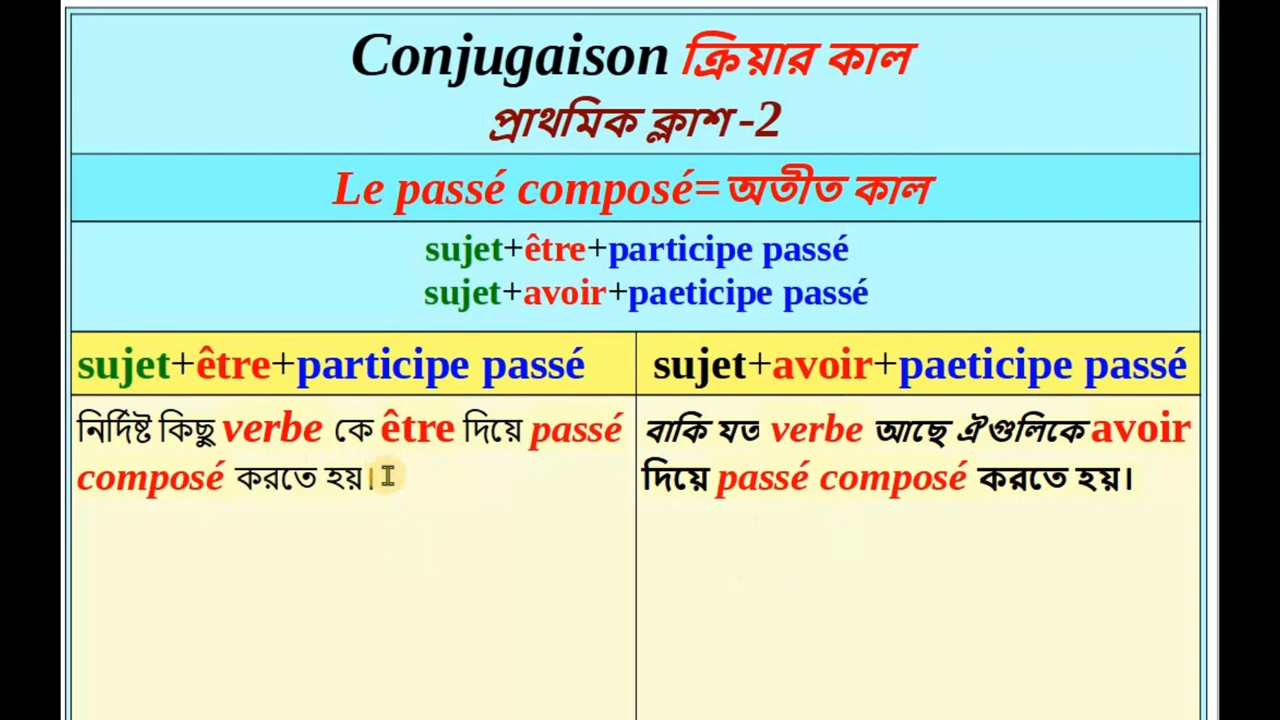 Conjugaison ক্রিয়ার কাল
প্রাথমিক ক্লাশ -2
Le passé composé=অতীত কাল
sujet+être+participe passé
sujet+avoir+paeticipe passé
sujet+être+participe passé
নির্দিষ্ট কিছু verbe কে être দিয়ে passé
composé করতে হয়।
sujet+avoir+paeticipe passé
বাকি যত verbe আছে ঐগুলিকে avoir
দিয়ে passé composé করতে হয়।